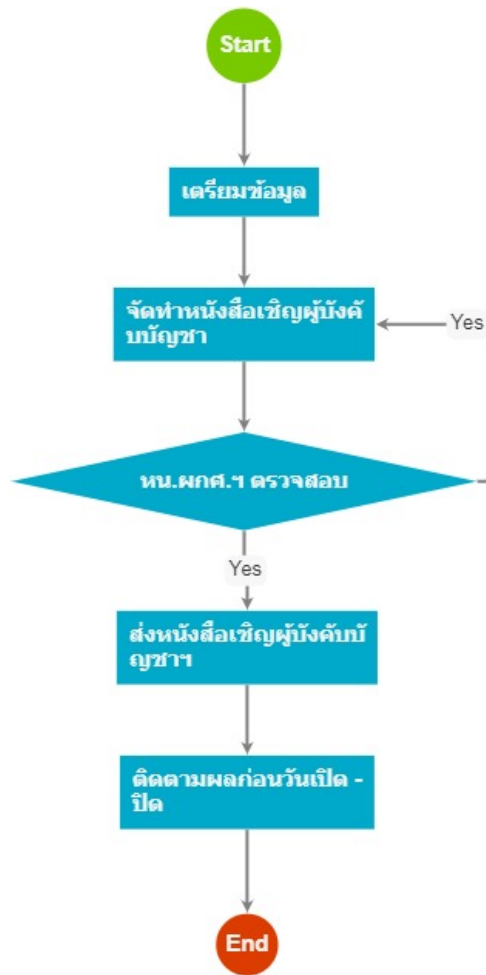 Start
เตรียมข้อมูล
จัดทำหนังสือเชิญผู้บังคั
บบัญชา
Yes
หน.ผกศ.ฯ ตรวจสอบ
Yes
ส่งหนังสือเชิญผู้บังคับบั
ญชาฯ
ติดตามผลก่อนวันเปิด -
ปิด
End